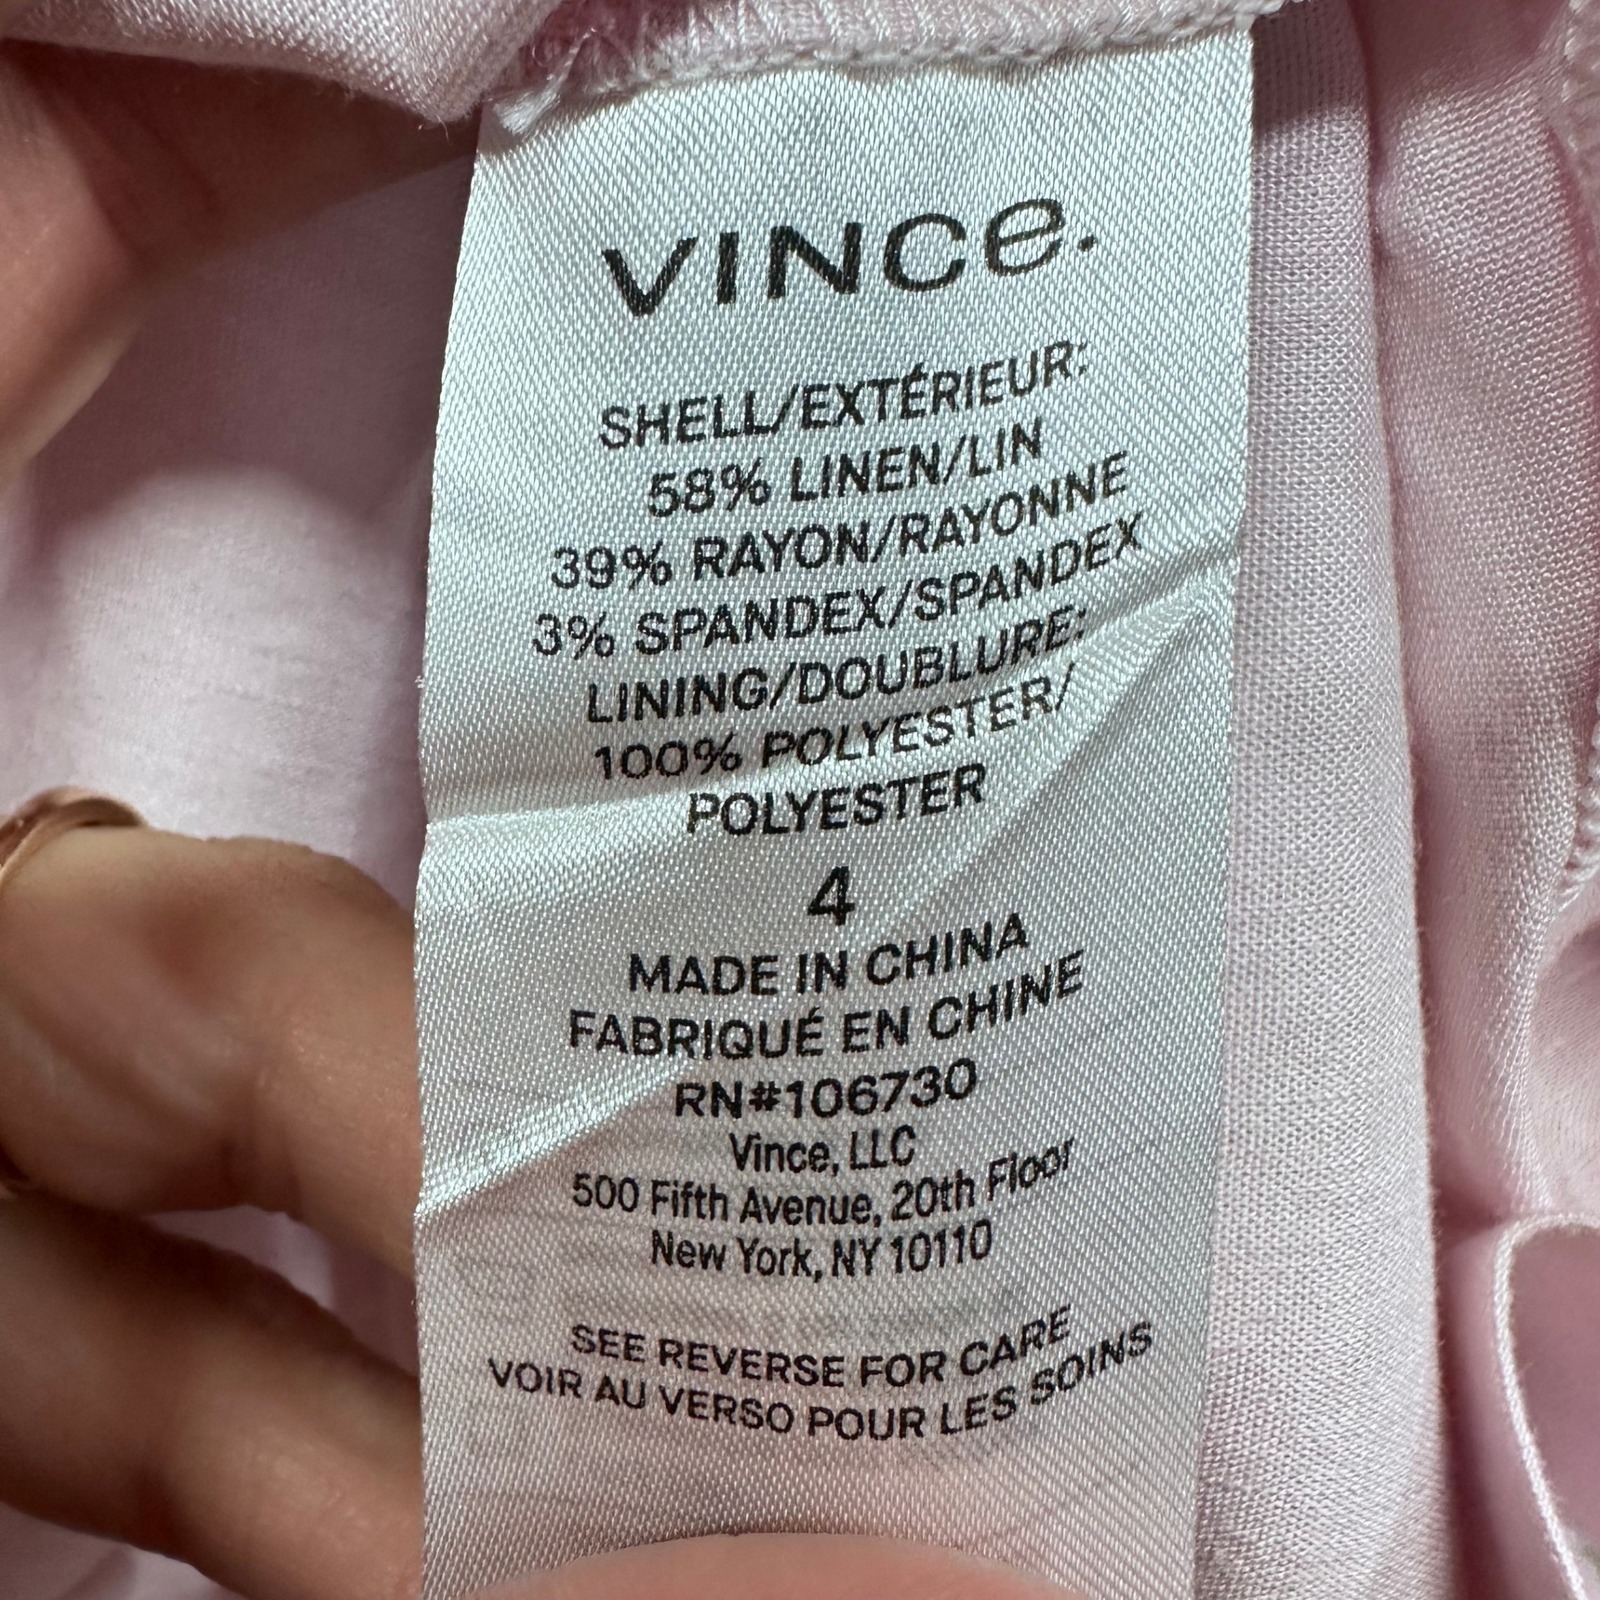 VINCe.
SHELL/EXTÉRIEUR:
58% LINEN/LIN
39% RAYON/RAYONNE
3% SPANDEX/SPANDEX
LINING/DOUBLURE:
100% POLYESTER/
POLYESTER
4
MADE IN CHINA
FABRIQUÉ EN CHINE
RN#106730
Vince, LLC
500 Fifth Avenue, 20th Floor
New York, NY 10110
SEE REVERSE FOR CARE
VOIR AU VERSO POUR LES SOINS